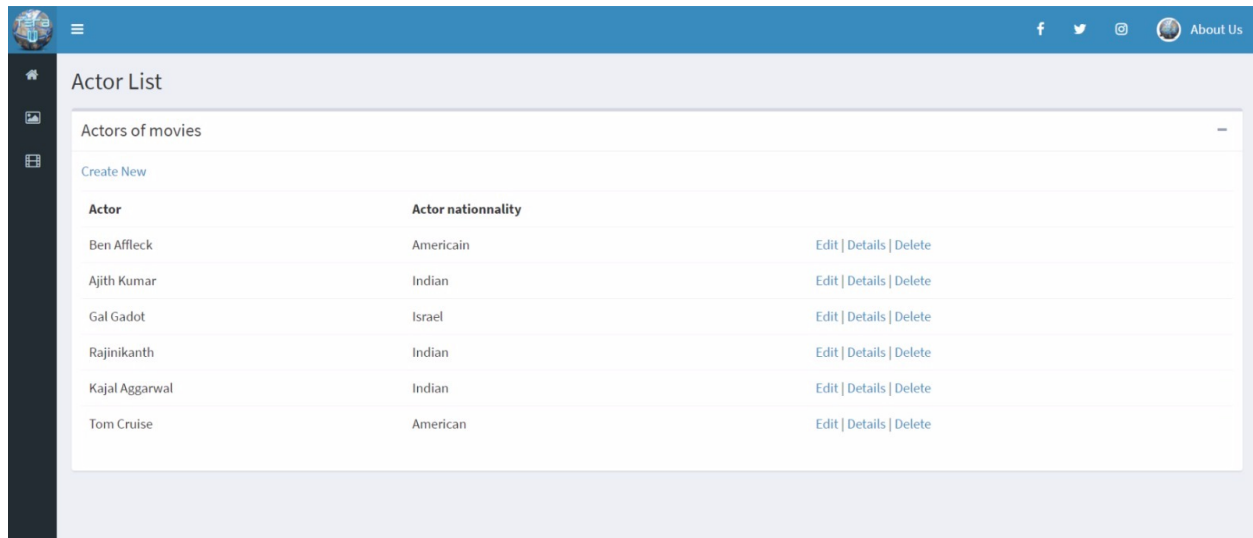 About Us
Actor List
Actors of movies
Create New
Actor Actor nationnality
Ben Affleck Americain Edit | Details | Delete
Ajith Kumar Indian Edit | Details | Delete
Gal Gadot Israel Edit | Details | Delete
Rajinikanth Indian Edit | Details | Delete
Kajal Aggarwal Indian Edit | Details | Delete
Tom Cruise American Edit | Details | Delete